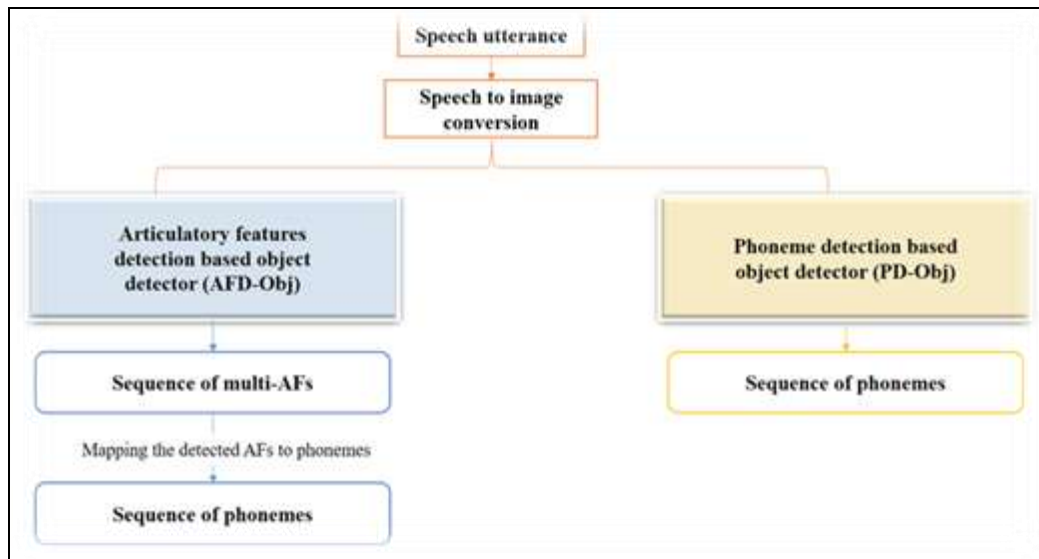 Speech utterance
Speech to image
conversion
Articulatory features
detection based object
detector (AFD-Obj)
Sequence of multi-AFs
Mapping the detected AFs to phonemes
Sequence of phonemes
Phoneme detection based
object detector (PD-Obj)
Sequence of phonemes